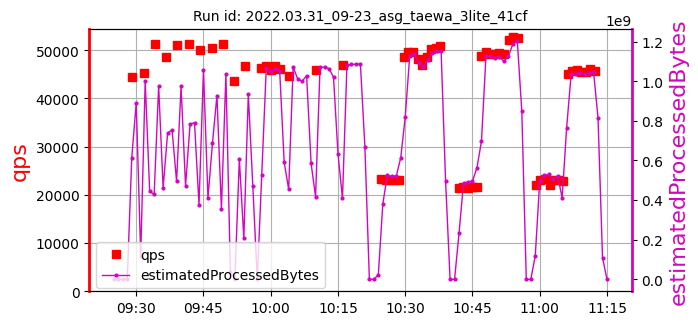 Run id: 2022.03.31_09-23_asg_taewa_3lite_41cf
1e9
50000
40000
30000
20000
10000
0
qps
1.2
1.0
0.8
0.6
0.4
0.2
0.0
estimatedProcessedBytes
qps
estimatedProcessedBytes
09:30 09:45 10:00 10:15 10:30 10:45 11:00 11:15